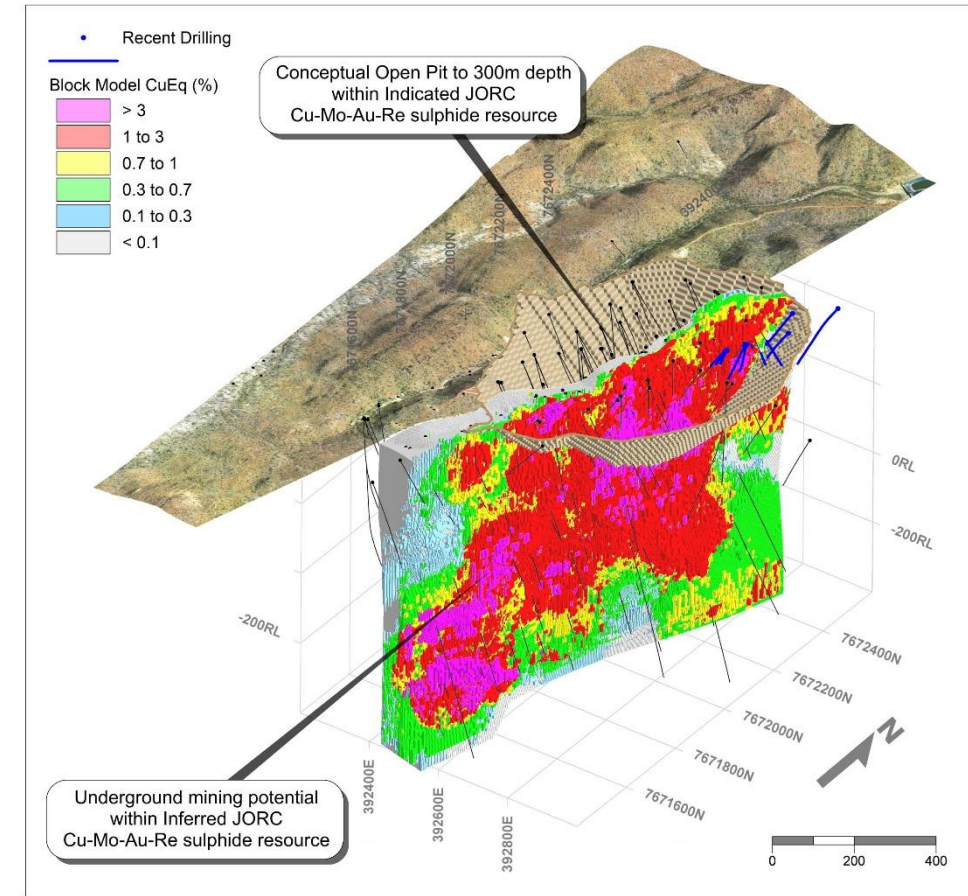 Recent Drilling
Block Model CuEq (%)
> 3
1 to 3
0.7 to 1
0.3 to 0.7
0.1 to 0.3
< 0.1
Conceptual Open Pit to 300m depth
within Indicated JORC
Cu-Mo-Au-Re sulphide resource
7672400N
7672200N
7672000N
7671800N
7671600N
0RL
-200RL
-200RL
7672400N
7672200N
7672000N
7671800N
7671600N
392400E
392600E
392800E
N
Underground mining potential
within Inferred JORC
Cu-Mo-Au-Re sulphide resource
0
200
400